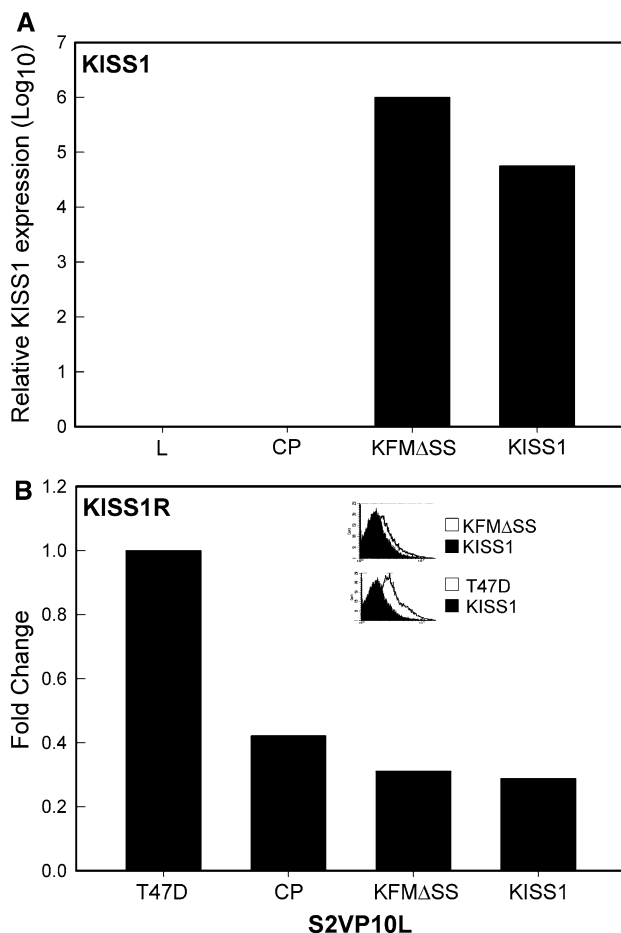 A
KISS1
Relative KISS1 expression (Log10)
7
6
5
4
3
2
1
0
L CP KFMΔSS KISS1
B
KISS1R
Fold Change
1.2
1.0
0.8
0.6
0.4
0.2
0.0
KFMΔSS
KISS1
T47D
KISS1
T47D CP KFMΔSS KISS1
S2VP10L